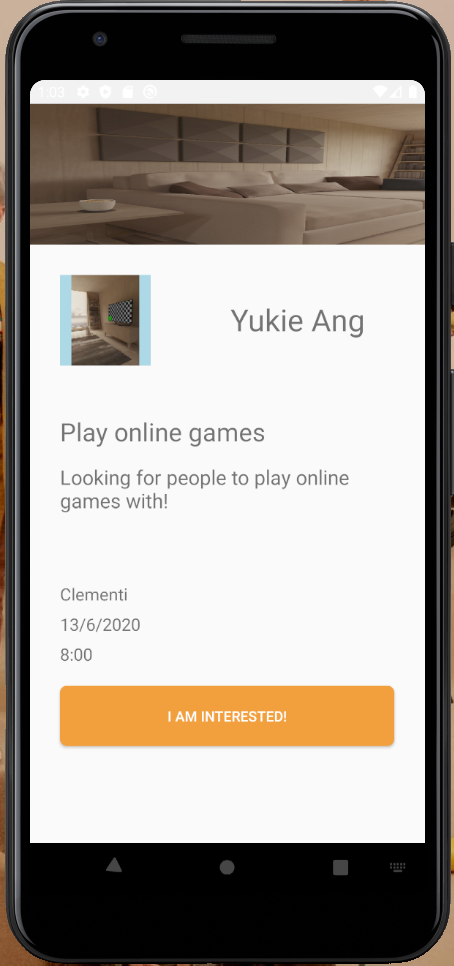 1:03
Yukie Ang
Play online games
Looking for people to play online
games with!
Clementi
13/6/2020
8:00
I AM INTERESTED!